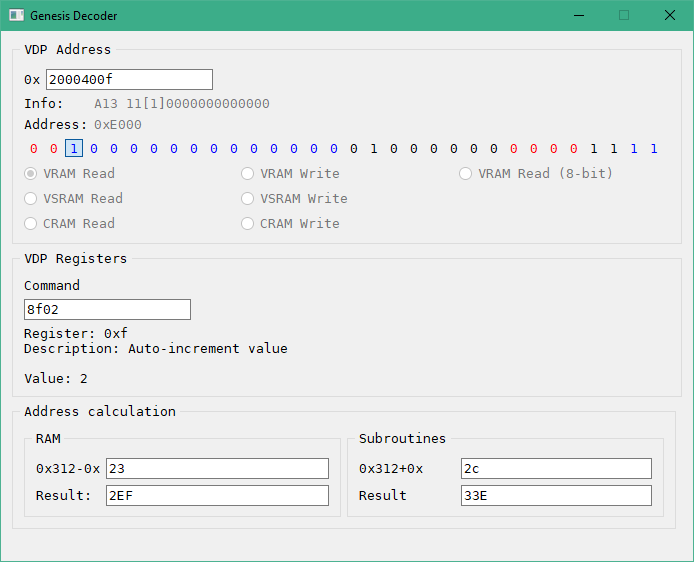 Genesis Decoder
VDP Address
0x 2000400f
Info: A13 11[1]0000000000000
Address: 0xE000
0 0 1 0 0 0 0 0 0 0 0 0 0 0 0 0 0 1 0 0 0 0 0 0 0 0 0 0 1 1 1 1
VRAM Read VRAM Write VRAM Read (8-bit)
VSRAM Read VSRAM Write
CRAM Read CRAM Write
VDP Registers
Command
8f02
Register: 0xf
Description: Auto-increment value
Value: 2
Address calculation
RAM Subroutines
0x312-0x 23 0x312+0x 2c
Result: 2EF Result 33E